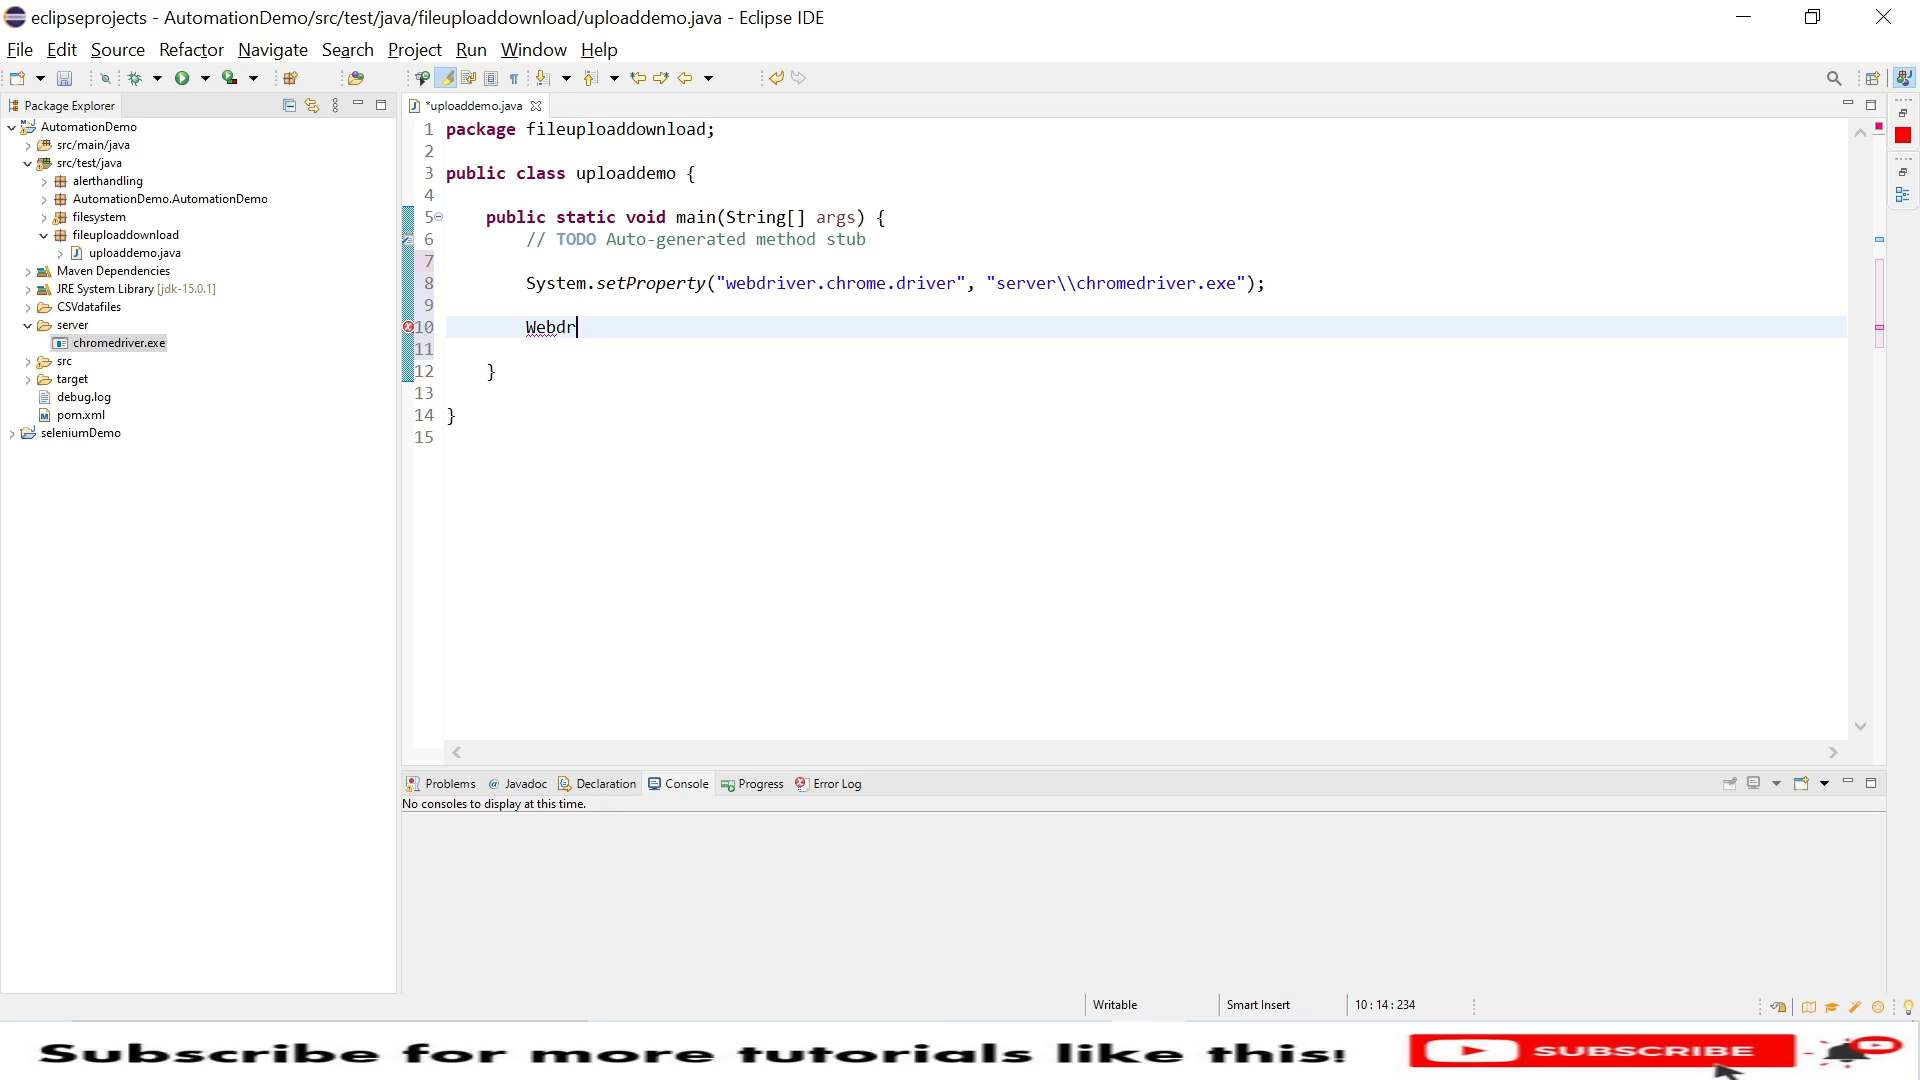 eclipseprojects - AutomationDemo/src/test/java/fileuploaddownload/uploaddemo.java - Eclipse IDE
File Edit Source Refactor Navigate Search Project Run Window Help
Package Explorer
*uploaddemo.java
AutomationDemo
src/main/java
src/test/java
alerthandling
AutomationDemo.AutomationDemo
filesystem
fileuploaddownload
uploaddemo.java
Maven Dependencies
JRE System Library [jdk-15.0.1]
CSVdatafiles
server
chromedriver.exe
src
target
debug.log
pom.xml
seleniumDemo
1 package fileuploaddownload;
2
3 public class uploaddemo {
4
5 public static void main(String[] args) {
6 // TODO Auto-generated method stub
7
8 System.setProperty("webdriver.chrome.driver", "server\\chromedriver.exe");
9
10 Webdr
11
12 }
13
14 }
15
Problems @ Javadoc Declaration Console Progress Error Log
No consoles to display at this time.
Writable Smart Insert 10 : 14 : 234
Subscribe for more tutorials like this! SUBSCRIBE